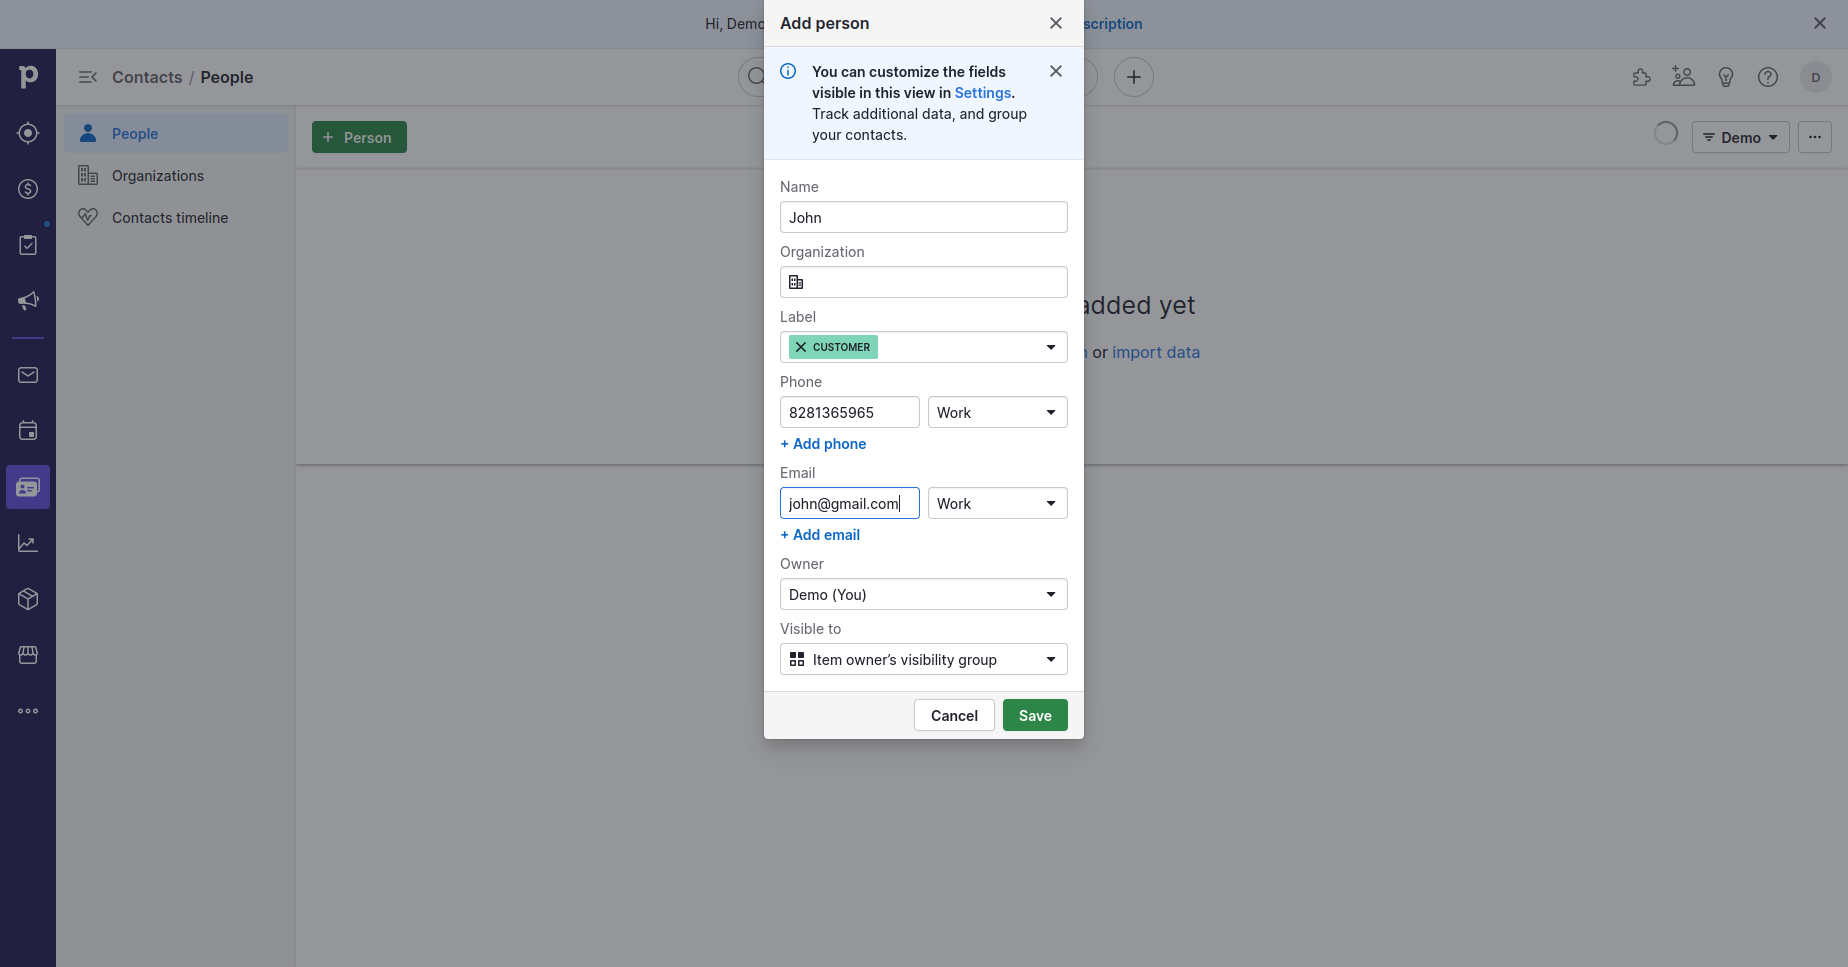 Hi, Demo
scription
Add person
You can customize the fields
visible in this view in Settings.
Track additional data, and group
your contacts.
Contacts / People
D
People
Organizations
Contacts timeline
+ Person
Demo
added yet
or import data
Name
John
Organization
Label
CUSTOMER
Phone
8281365965
Work
+ Add phone
Email
john@gmail.com
Work
+ Add email
Owner
Demo (You)
Visible to
Item owner’s visibility group
Cancel
Save